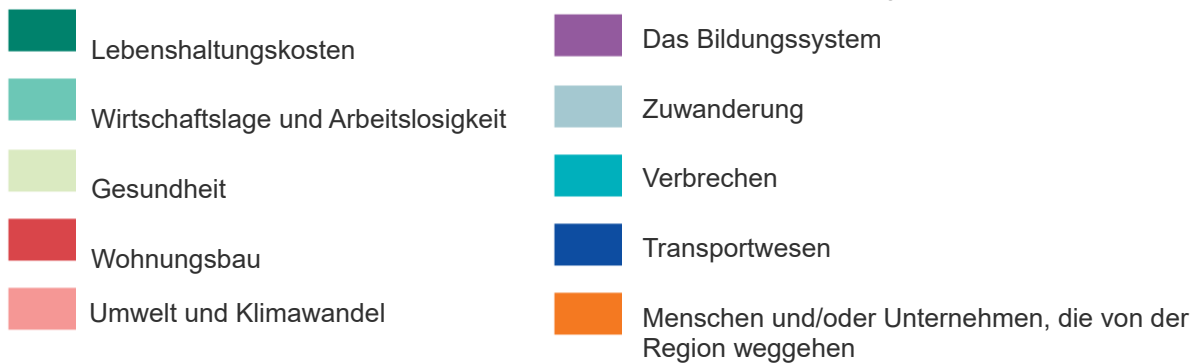 Lebenshaltungskosten
Wirtschaftslage und Arbeitslosigkeit
Gesundheit
Wohnungsbau
Umwelt und Klimawandel
Das Bildungssystem
Zuwanderung
Verbrechen
Transportwesen
Menschen und/oder Unternehmen, die von der
Region weggehen